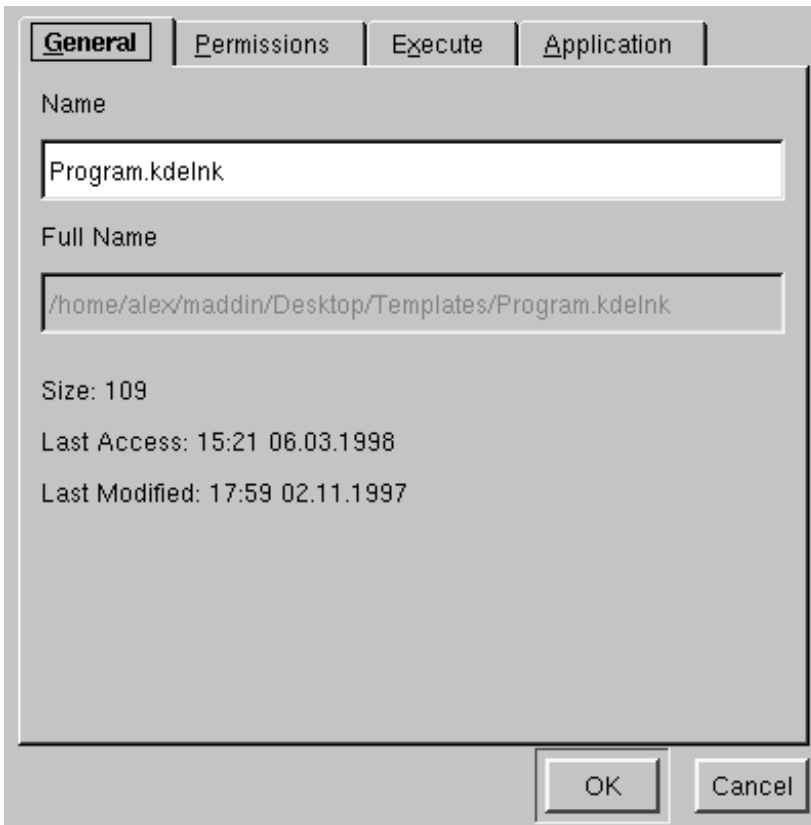 General Permissions Execute Application
Name
Program.kdelnk
Full Name
/home/alex/maddin/Desktop/Templates/Program.kdelnk
Size: 109
Last Access: 15:21 06.03.1998
Last Modified: 17:59 02.11.1997
OK Cancel